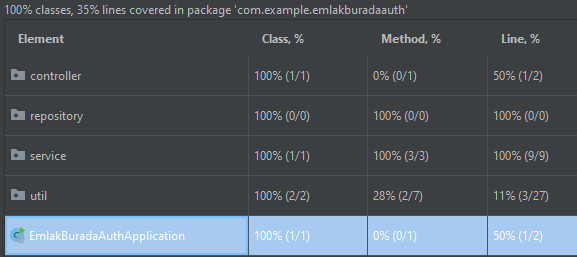 100% classes, 35% lines covered in package 'com.example.emlakburadaauth'
Element Class, % Method, % Line, %
controller 100% (1/1) 0% (0/1) 50% (1/2)
repository 100% (0/0) 100% (0/0) 100% (0/0)
service 100% (1/1) 100% (3/3) 100% (9/9)
util 100% (2/2) 28% (2/7) 11% (3/27)
EmlakBuradaAuthApplication 100% (1/1) 0% (0/1) 50% (1/2)